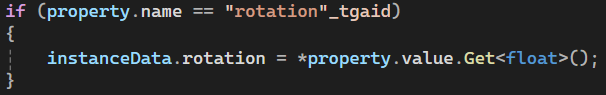 if (property.name == "rotation"_tgaid)
{
instanceData.rotation = *property.value.Get<float>();
}